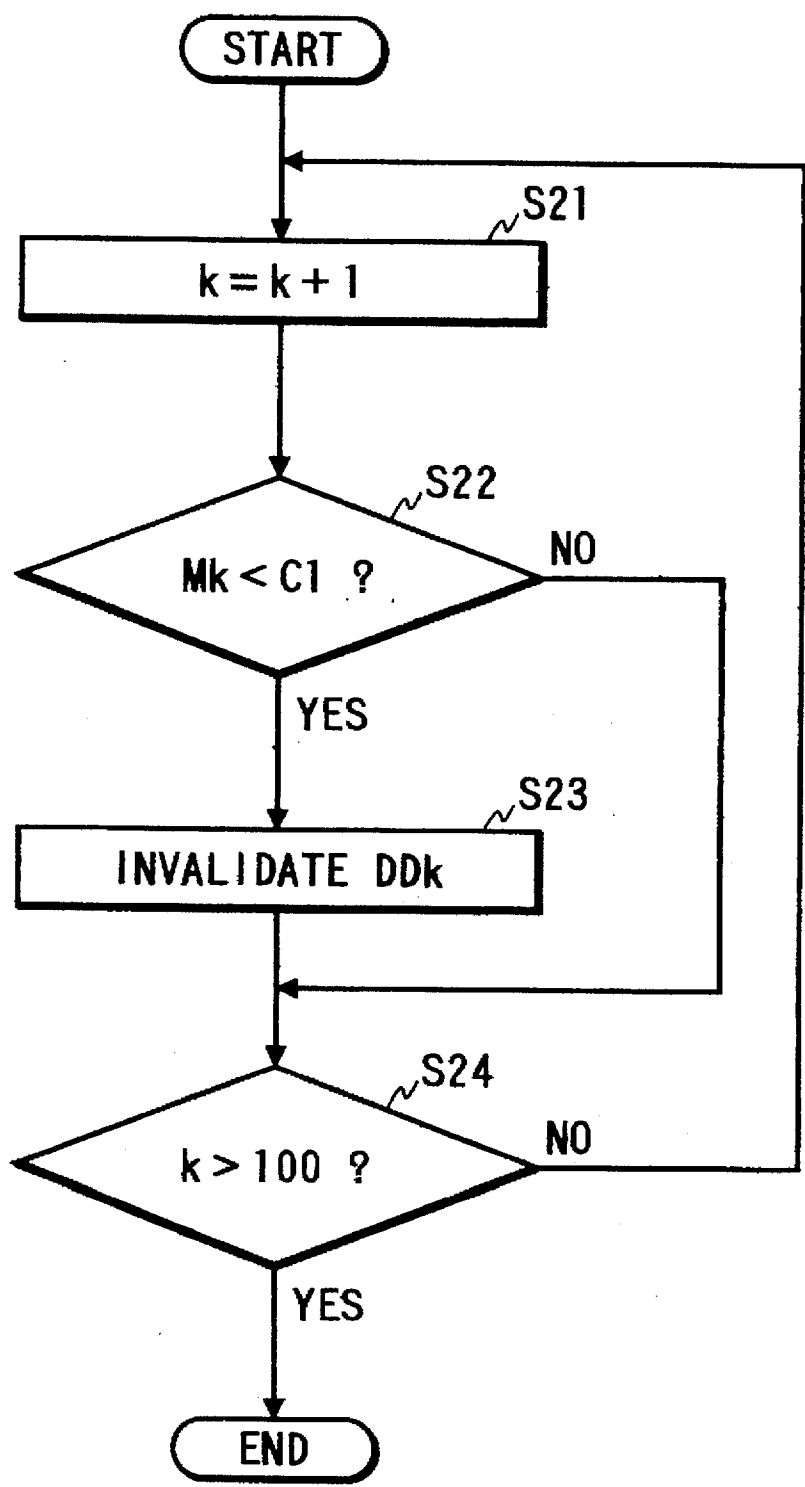 START
S21
k = k + 1
S22
Mk < C1 ?
NO
YES
S23
INVALIDATE DDk
S24
k > 100 ?
NO
YES
END